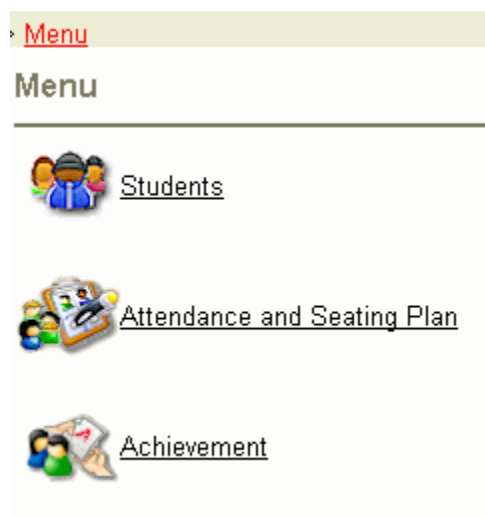 Menu
Menu
Students
Attendance and Seating Plan
Achievement